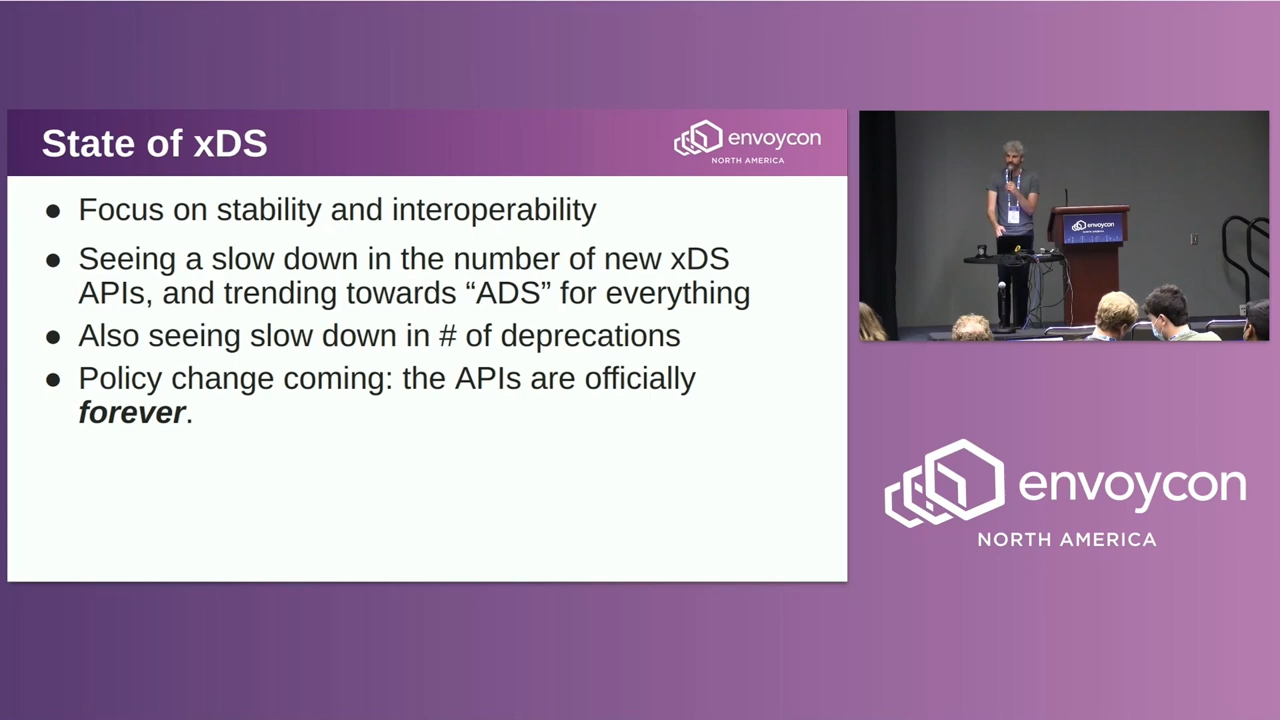 State of xDS
envoycon
NORTH AMERICA
● Focus on stability and interoperability
● Seeing a slow down in the number of new xDS
APIs, and trending towards “ADS” for everything
● Also seeing slow down in # of deprecations
● Policy change coming: the APIs are officially
forever.
envoycon
envoycon
NORTH AMERICA